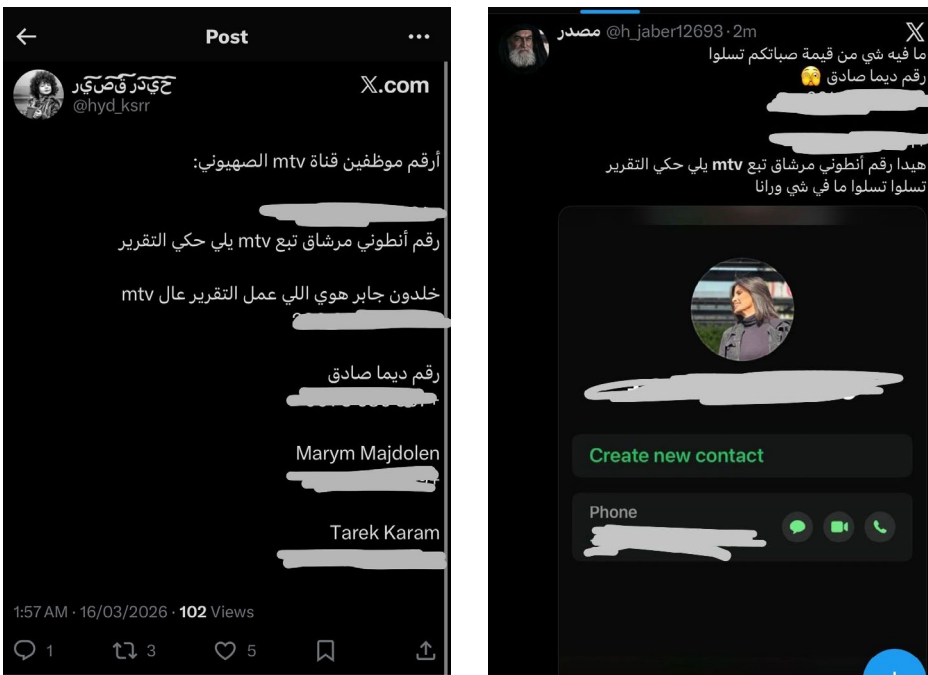 Post
حيدر قصير
X.com
@hyd_ksrr
أرقم موظفين قناة mtv الصهيوني:
رقم أنطوني مرشاق تبع mtv يلي حكي التقرير
خلدون جابر هوي اللي عمل التقرير عال mtv
رقم ديما صادق
Marym Majdolen
Tarek Karam
1:57 AM · 16/03/2026 · 102 Views
1 3 5
مصدر @h_jaber12693 · 2m
ما فيه شي من قيمة صباتكم تسلوا
رقم ديما صادق 🫣
هيدا رقم أنطوني مرشاق تبع mtv يلي حكي التقرير
تسلوا تسلوا ما في شي ورانا
Create new contact
Phone